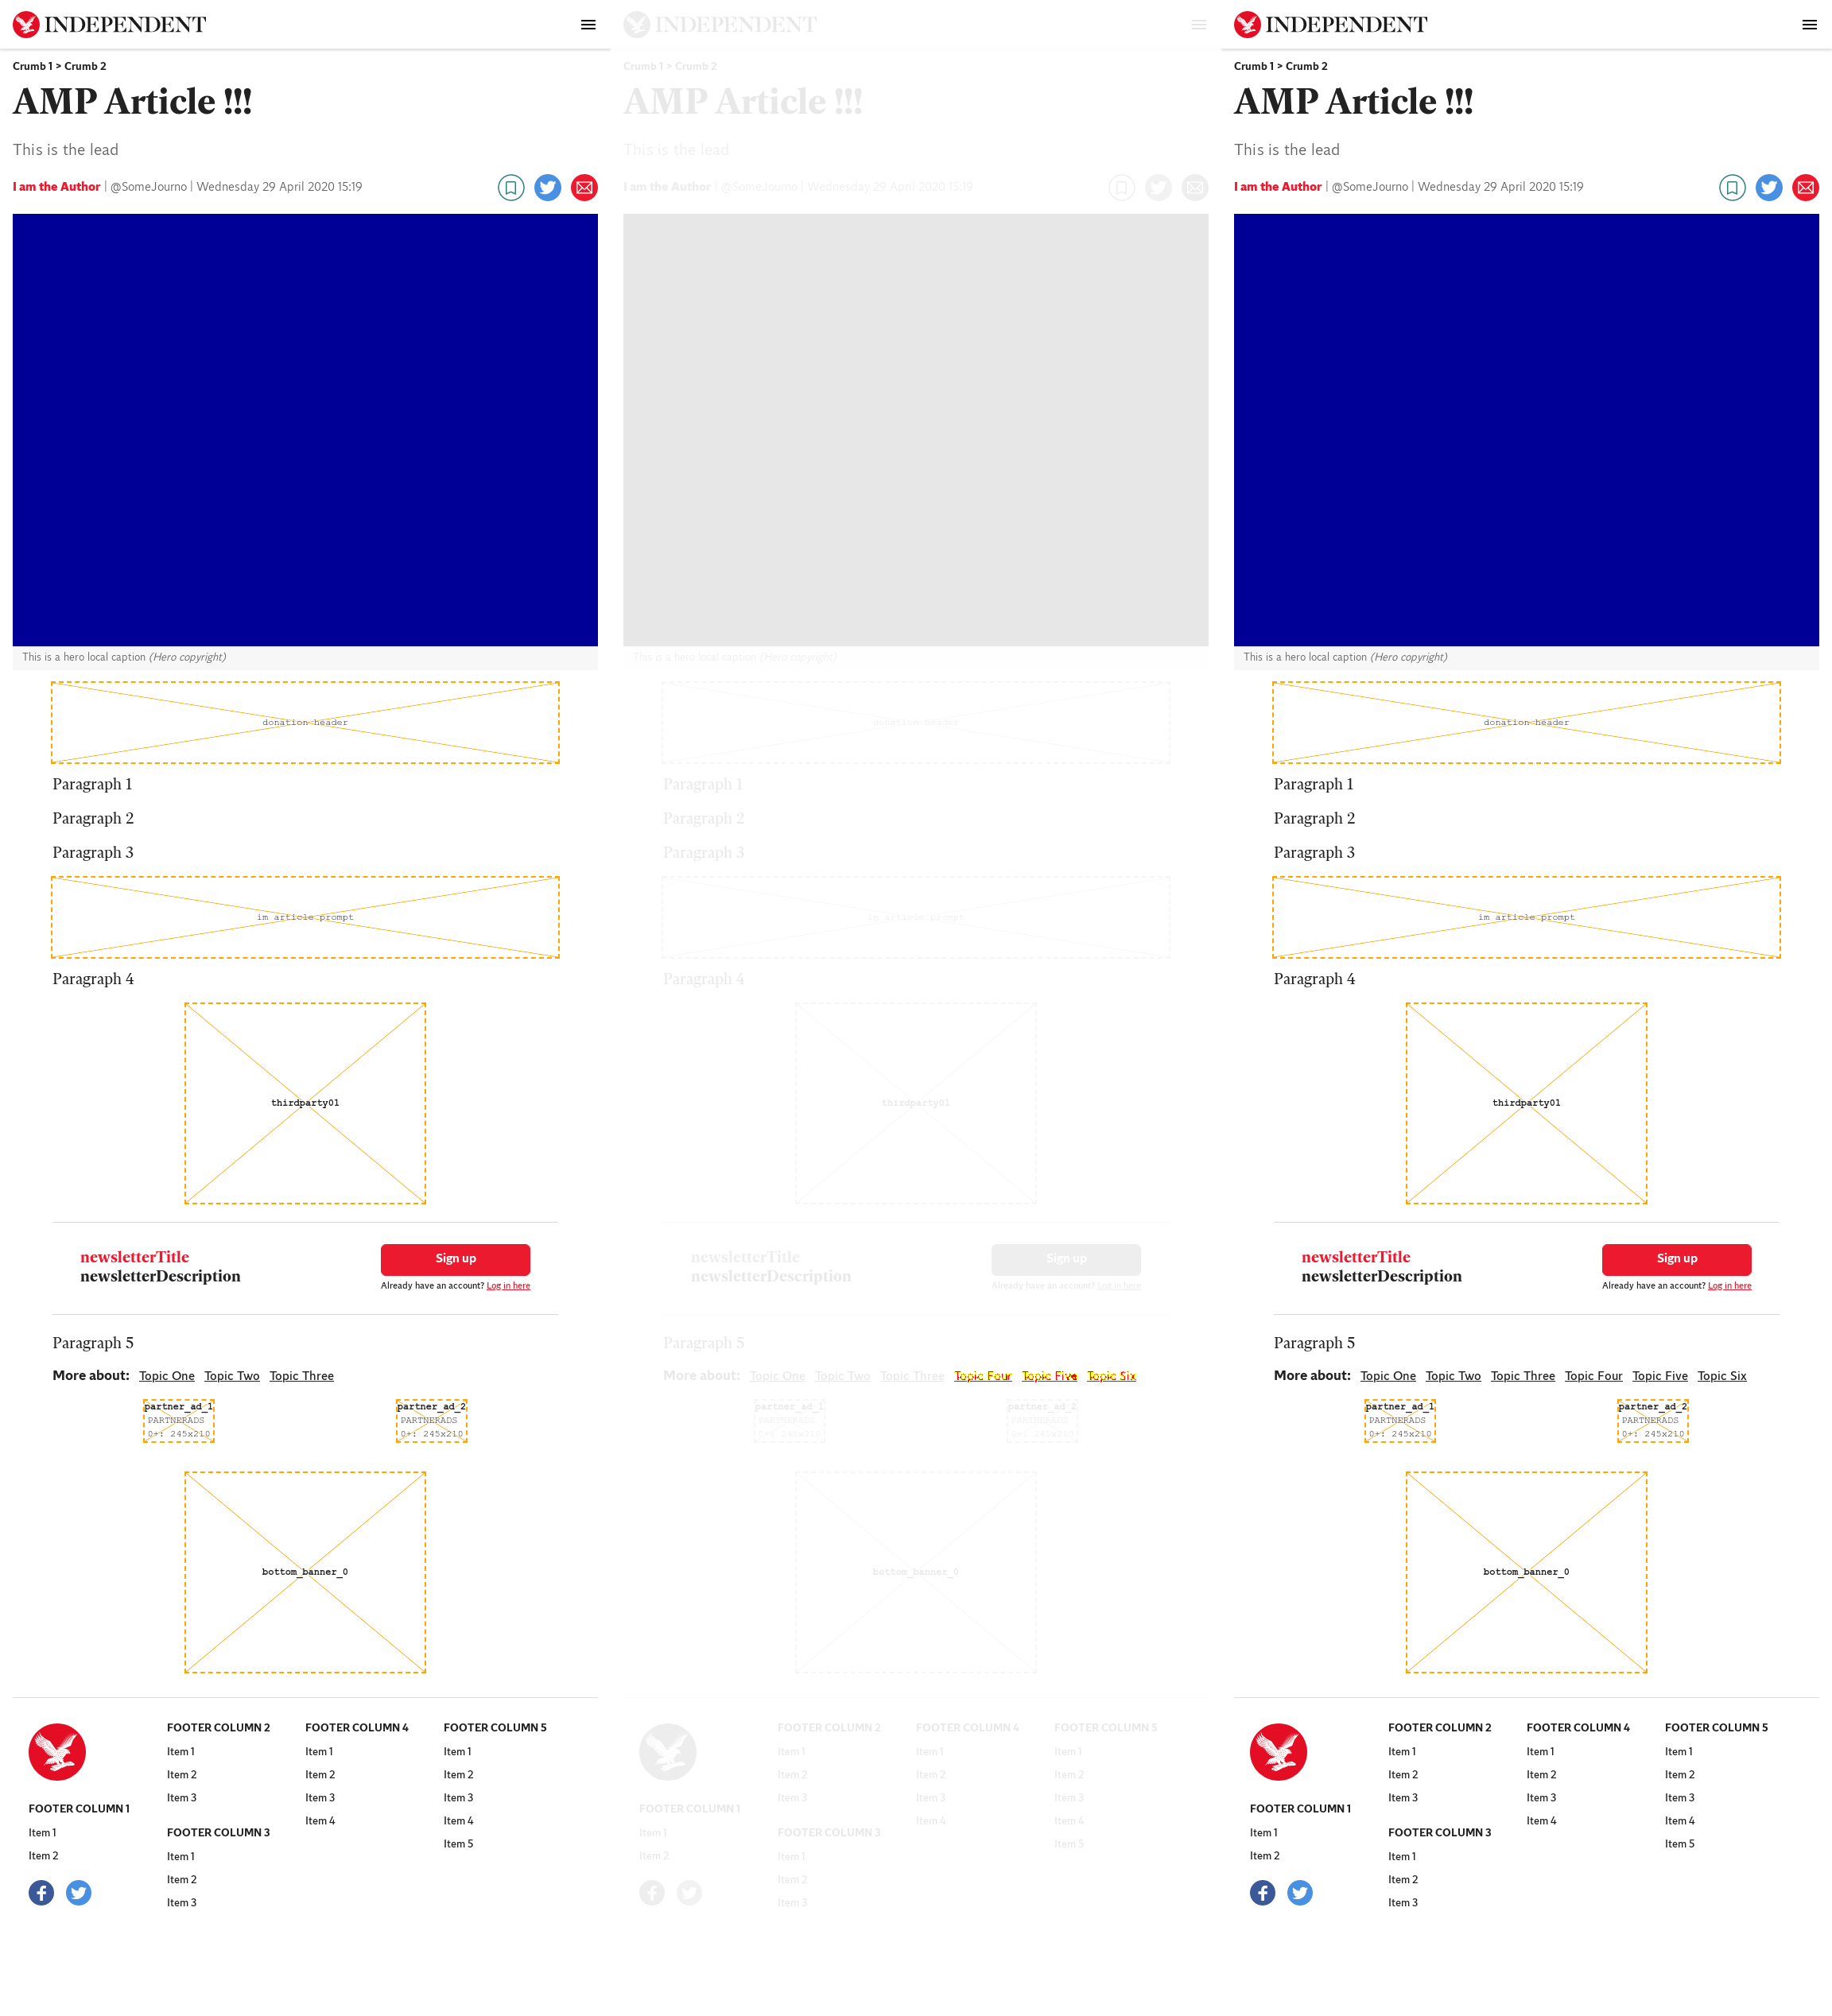 INDEPENDENT
Crumb 1 > Crumb 2
AMP Article !!!
This is the lead
I am the Author | @SomeJourno | Wednesday 29 April 2020 15:19
This is a hero local caption (Hero copyright)
donation header
Paragraph 1
Paragraph 2
Paragraph 3
im article prompt
Paragraph 4
thirdparty01
newsletterTitle
newsletterDescription
Sign up
Already have an account? Log in here
Paragraph 5
More about: Topic One Topic Two Topic Three
partner_ad_1
PARTNERADS
0+: 245x210
partner_ad_2
PARTNERADS
0+: 245x210
bottom_banner_0
FOOTER COLUMN 1
Item 1
Item 2
FOOTER COLUMN 2
Item 1
Item 2
Item 3
FOOTER COLUMN 3
Item 1
Item 2
Item 3
FOOTER COLUMN 4
Item 1
Item 2
Item 3
Item 4
FOOTER COLUMN 5
Item 1
Item 2
Item 3
Item 4
Item 5
INDEPENDENT
Crumb 1 > Crumb 2
AMP Article !!!
This is the lead
I am the Author | @SomeJourno | Wednesday 29 April 2020 15:19
This is a hero local caption (Hero copyright)
donation header
Paragraph 1
Paragraph 2
Paragraph 3
im article prompt
Paragraph 4
thirdparty01
newsletterTitle
newsletterDescription
Sign up
Already have an account? Log in here
Paragraph 5
More about: Topic One Topic Two Topic Three Topic Four Topic Five Topic Six
partner_ad_1
PARTNERADS
0+: 245x210
partner_ad_2
PARTNERADS
0+: 245x210
bottom_banner_0
FOOTER COLUMN 1
Item 1
Item 2
FOOTER COLUMN 2
Item 1
Item 2
Item 3
FOOTER COLUMN 3
Item 1
Item 2
Item 3
FOOTER COLUMN 4
Item 1
Item 2
Item 3
Item 4
FOOTER COLUMN 5
Item 1
Item 2
Item 3
Item 4
Item 5
INDEPENDENT
Crumb 1 > Crumb 2
AMP Article !!!
This is the lead
I am the Author | @SomeJourno | Wednesday 29 April 2020 15:19
This is a hero local caption (Hero copyright)
donation header
Paragraph 1
Paragraph 2
Paragraph 3
im article prompt
Paragraph 4
thirdparty01
newsletterTitle
newsletterDescription
Sign up
Already have an account? Log in here
Paragraph 5
More about: Topic One Topic Two Topic Three Topic Four Topic Five Topic Six
partner_ad_1
PARTNERADS
0+: 245x210
partner_ad_2
PARTNERADS
0+: 245x210
bottom_banner_0
FOOTER COLUMN 1
Item 1
Item 2
FOOTER COLUMN 2
Item 1
Item 2
Item 3
FOOTER COLUMN 3
Item 1
Item 2
Item 3
FOOTER COLUMN 4
Item 1
Item 2
Item 3
Item 4
FOOTER COLUMN 5
Item 1
Item 2
Item 3
Item 4
Item 5